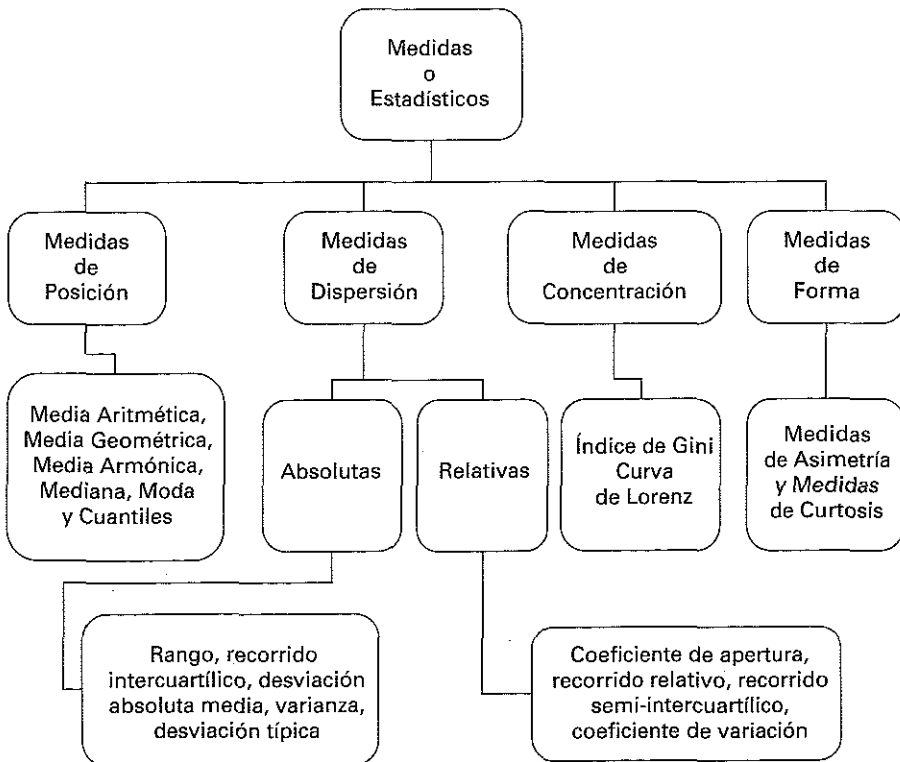 Medidas
o
Estadísticos
Medidas
de
Posición
Medidas
de
Dispersión
Medidas
de
Concentración
Medidas
de
Forma
Media Aritmética,
Media Geométrica,
Media Armónica,
Mediana, Moda
y Cuantiles
Absolutas
Relativas
Índice de Gini
Curva
de Lorenz
Medidas
de Asimetría
y Medidas
de Curtosis
Rango, recorrido
intercuartílico, desviación
absoluta media, varianza,
desviación típica
Coeficiente de apertura,
recorrido relativo, recorrido
semi-intercuartílico,
coeficiente de variación